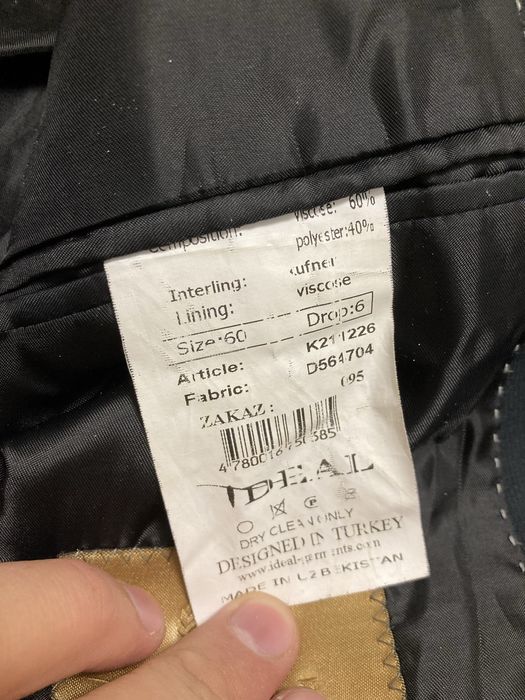 Composition: viscose: 60%
polyester:40%
Interling: kufner
Lining: viscose
Size:60 Drop:6
Article: K211226
Fabric: D564704
ZAKAZ: 095
IDEAL
DRY CLEAN ONLY
DESIGNED IN TURKEY
www.ideal-garments.com
MADE IN UZBEKISTAN